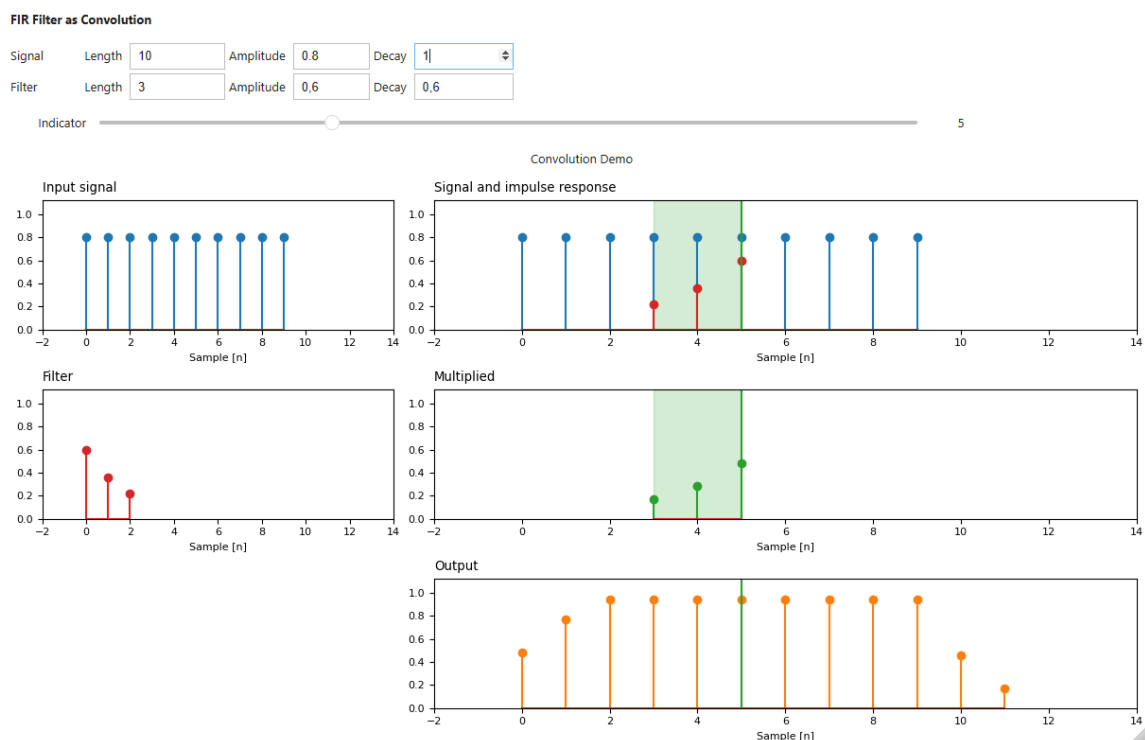 FIR Filter as Convolution
Signal Length 10 Amplitude 0.8 Decay 1
Filter Length 3 Amplitude 0,6 Decay 0,6
Indicator 5
Convolution Demo
Input signal
1.0
0.8
0.6
0.4
0.2
0.0
−2 0 2 4 6 8 10 12 14
Sample [n]
Signal and impulse response
1.0
0.8
0.6
0.4
0.2
0.0
−2 0 2 4 6 8 10 12 14
Sample [n]
Filter
1.0
0.8
0.6
0.4
0.2
0.0
−2 0 2 4 6 8 10 12 14
Sample [n]
Multiplied
1.0
0.8
0.6
0.4
0.2
0.0
−2 0 2 4 6 8 10 12 14
Sample [n]
Output
1.0
0.8
0.6
0.4
0.2
0.0
−2 0 2 4 6 8 10 12 14
Sample [n]